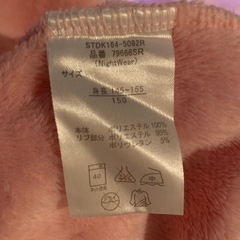 STDK164-5082R
品番 79666SR
(NightWear)
サイズ
身長 145~155
150
本体 ポリエステル 100%
リブ部分 ポリエステル 95%
ポリウレタン 5%
40